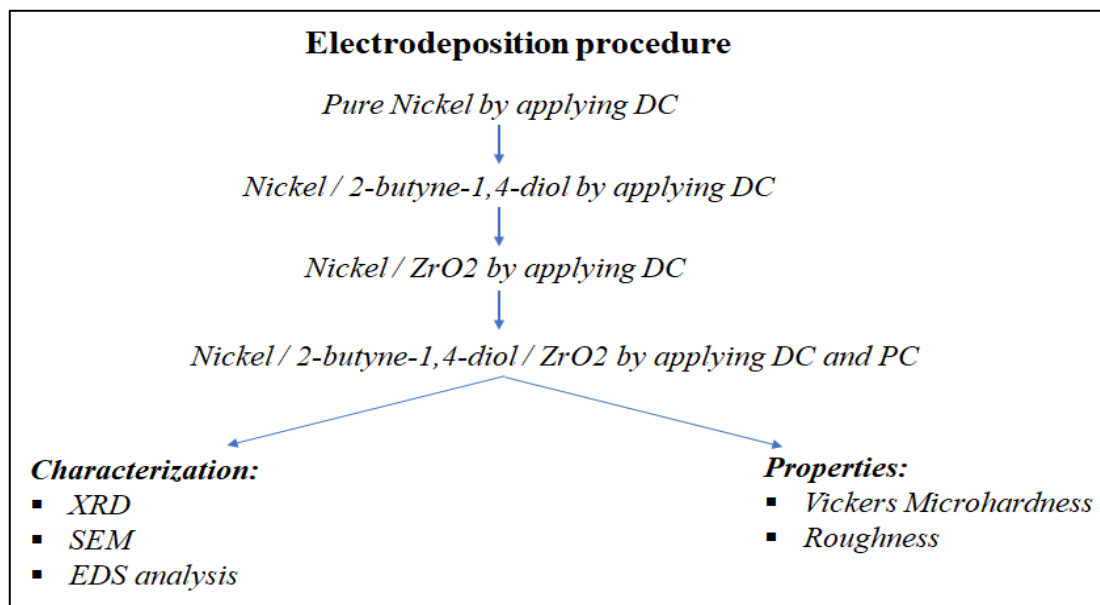 Electrodeposition procedure
Pure Nickel by applying DC
Nickel / 2-butyne-1,4-diol by applying DC
Nickel / ZrO2 by applying DC
Nickel / 2-butyne-1,4-diol / ZrO2 by applying DC and PC
Characterization:
▪ XRD
▪ SEM
▪ EDS analysis
Properties:
▪ Vickers Microhardness
▪ Roughness